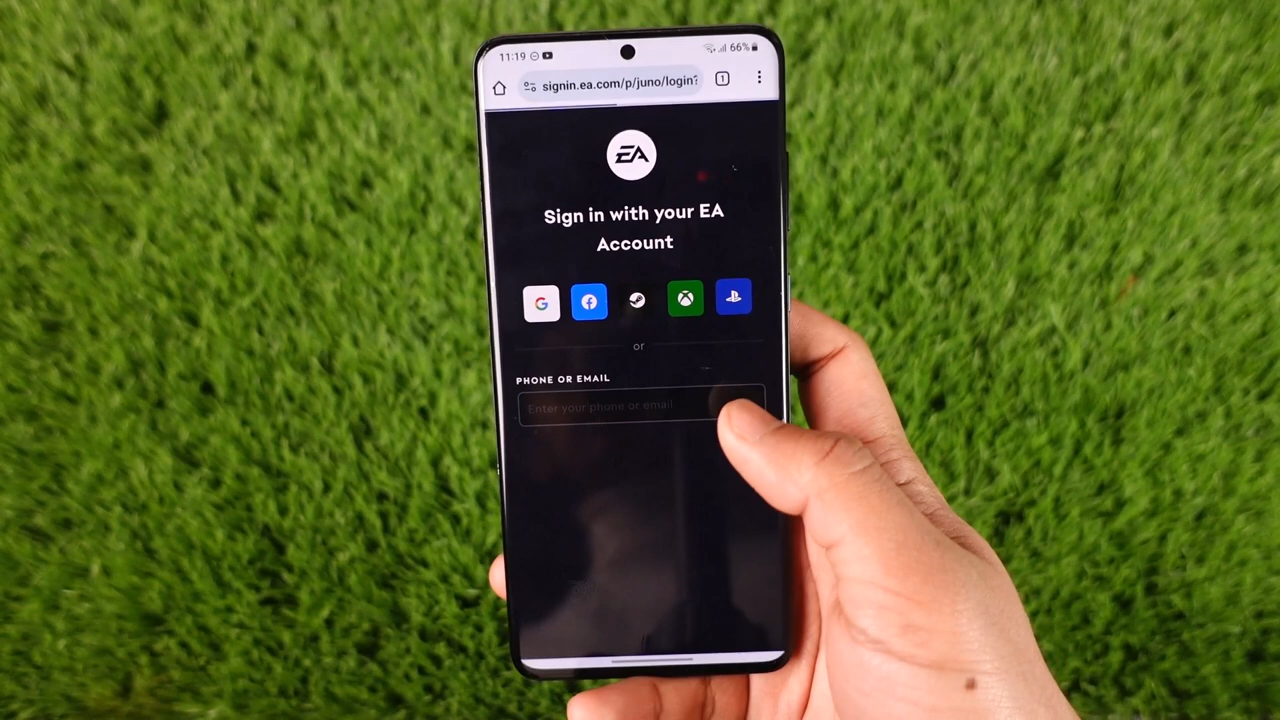 11:19 66%
signin.ea.com/p/juno/login? 1
EA
Sign in with your EA
Account
G
or
PHONE OR EMAIL
Enter your phone or email